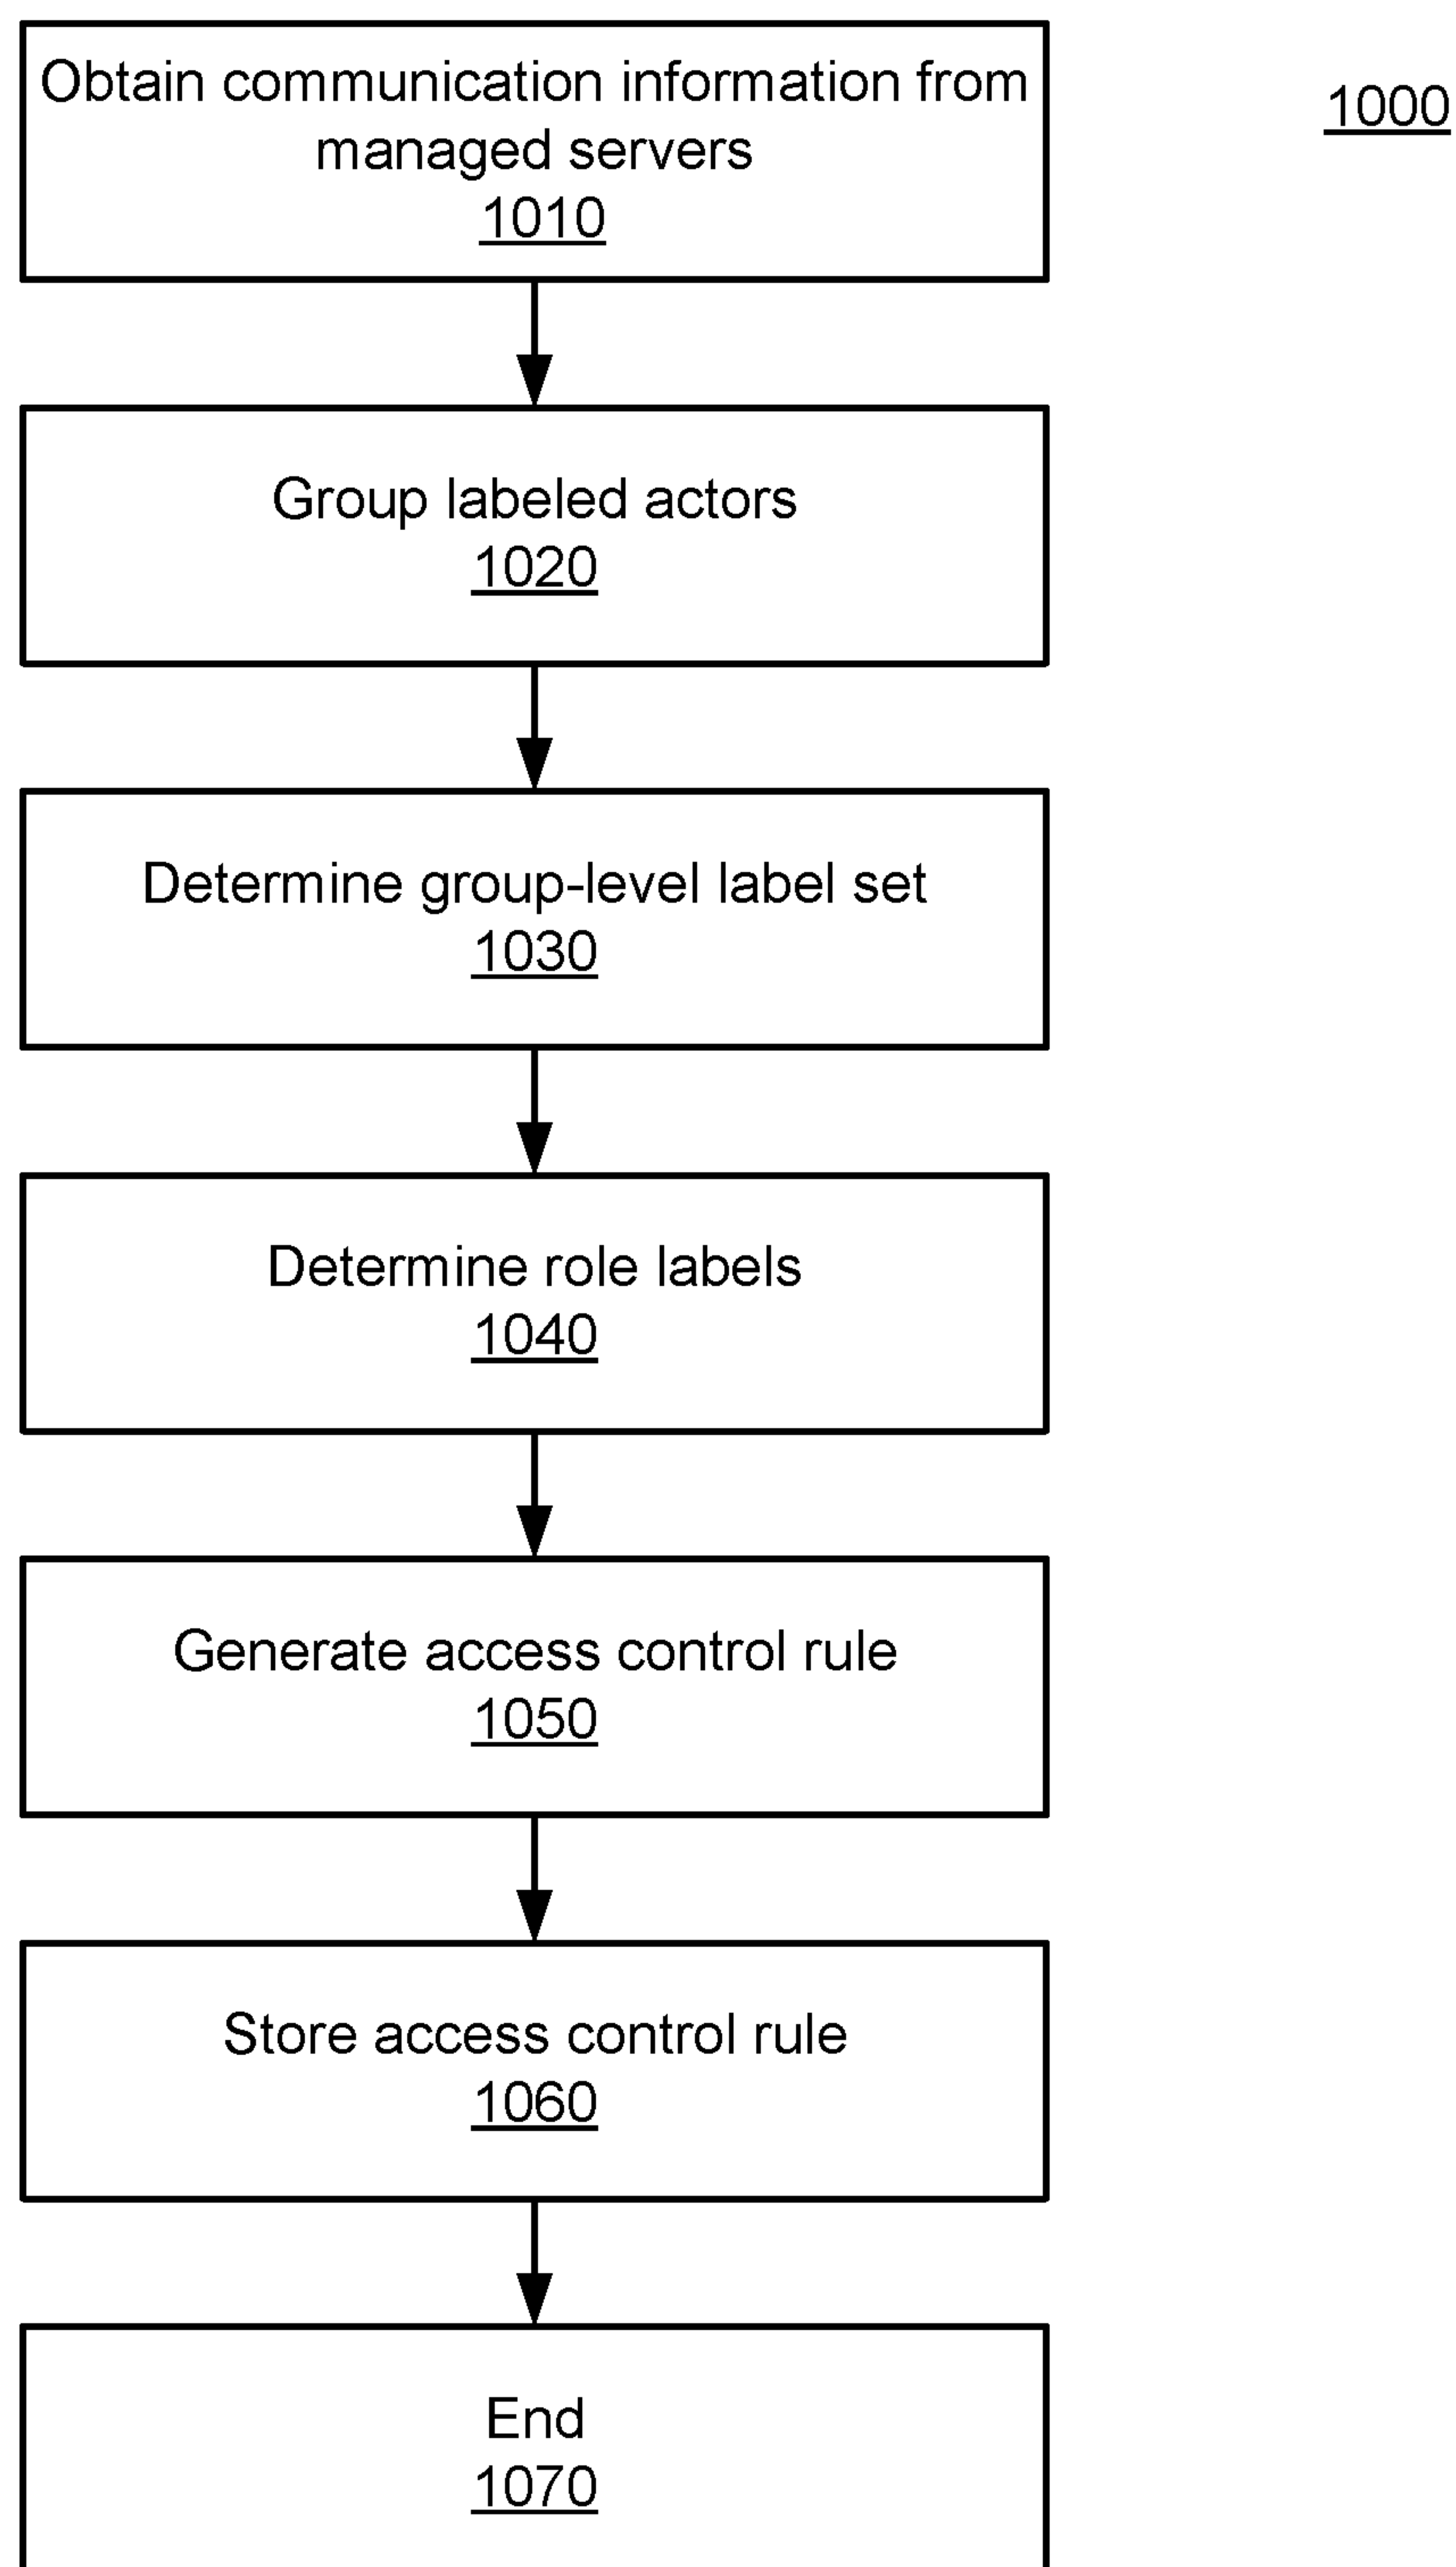 Obtain communication information from
managed servers
1010
1000
Group labeled actors
1020
Determine group-level label set
1030
Determine role labels
1040
Generate access control rule
1050
Store access control rule
1060
End
1070